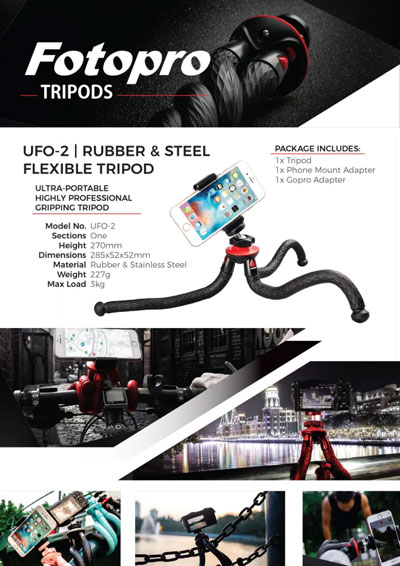 Fotopro
TRIPODS
UFO-2 | RUBBER & STEEL
FLEXIBLE TRIPOD
ULTRA-PORTABLE
HIGHLY PROFESSIONAL
GRIPPING TRIPOD
Model No. UFO-2
Sections One
Height 270mm
Dimensions 285x52x52mm
Material Rubber & Stainless Steel
Weight 227g
Max Load 3kg
PACKAGE INCLUDES:
1x Tripod
1x Phone Mount Adapter
1x Gopro Adapter